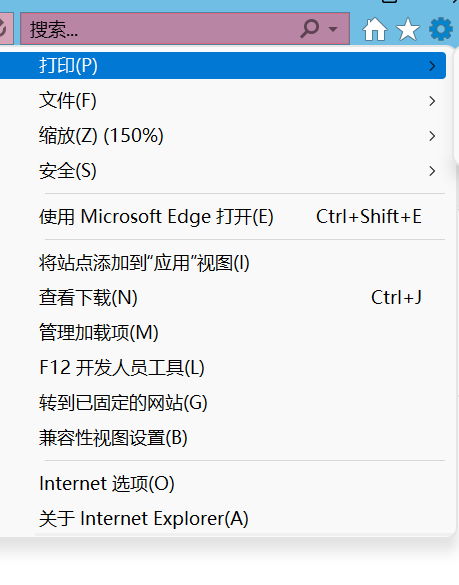 搜索...
打印(P)
文件(F)
缩放(Z) (150%)
安全(S)
使用 Microsoft Edge 打开(E) Ctrl+Shift+E
将站点添加到“应用”视图(I)
查看下载(N) Ctrl+J
管理加载项(M)
F12 开发人员工具(L)
转到已固定的网站(G)
兼容性视图设置(B)
Internet 选项(O)
关于 Internet Explorer(A)